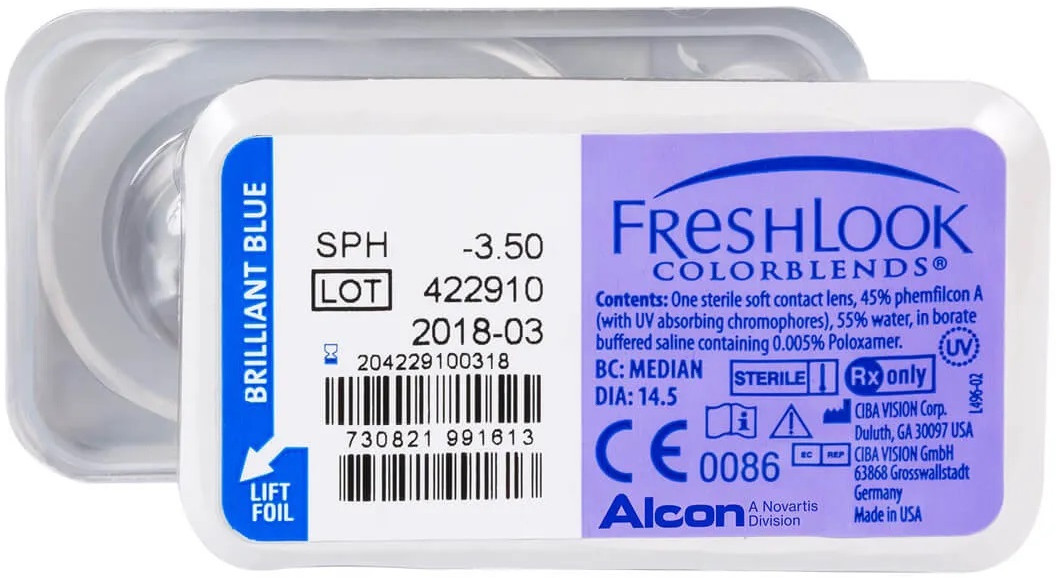 BRILLIANT BLUE
LIFT
FOIL
SPH -3.50
LOT 422910
2018-03
204229100318
730821 991613
FRESHLOOK
COLORBLENDS®
Contents: One sterile soft contact lens, 45% phemfilcon A
(with UV absorbing chromophores), 55% water, in borate
buffered saline containing 0.005% Poloxamer.
UV
BC: MEDIAN
DIA: 14.5
STERILE
Rx only
L496-02
CE 0086
i
CIBA VISION Corp.
Duluth, GA 30097 USA
EC REP
CIBA VISION GmbH
63868 Grosswallstadt
Germany
Made in USA
Alcon A Novartis
Division